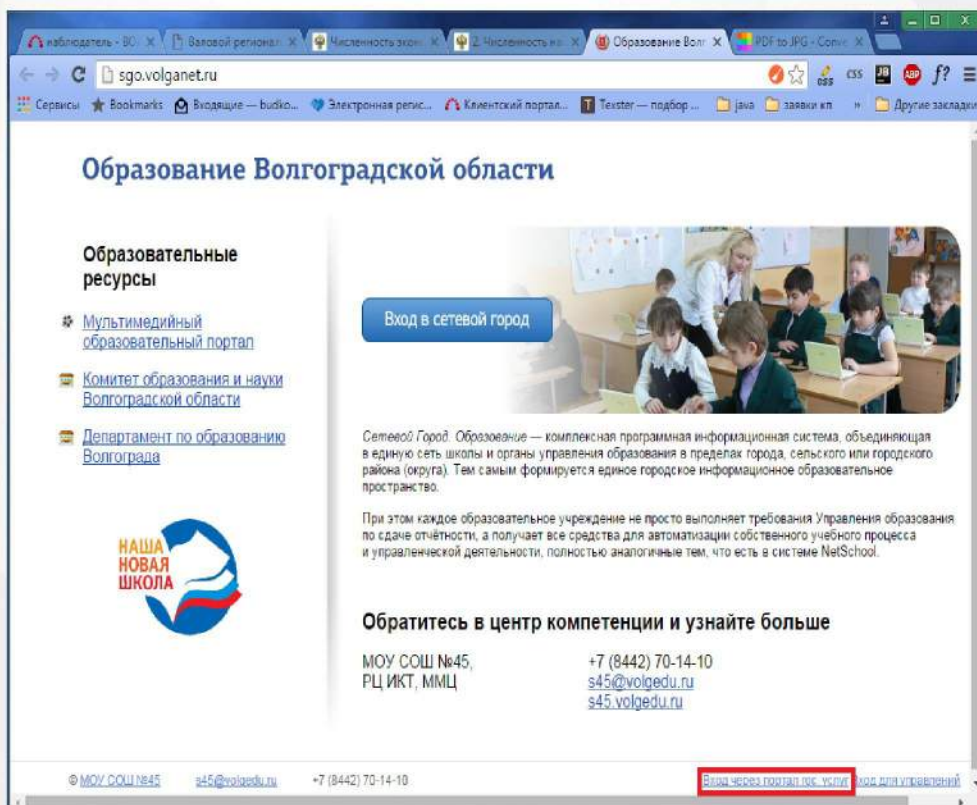 наблюдатель - ВО
Валовой регионал
Численность экон
2. Численность на
Образование Волг
PDF to JPG - Conve
sgo.volganet.ru
css
css
JB
ABP
f?
Сервисы
Bookmarks
Входящие — budko...
Электронная регис...
Клиентский портал...
Texster — подбор ...
java
заявки кп
»
Другие закладки
Образование Волгоградской области
Образовательные
ресурсы
Мультимедийный
образовательный портал
Комитет образования и науки
Волгоградской области
Департамент по образованию
Волгограда
НАША
НОВАЯ
ШКОЛА
Вход в сетевой город
Сетевой Город. Образование — комплексная программная информационная система, объединяющая
в единую сеть школы и органы управления образования в пределах города, сельского или городского
района (округа). Тем самым формируется единое городское информационное образовательное
пространство.
При этом каждое образовательное учреждение не просто выполняет требования Управления образования
по сдаче отчётности, а получает все средства для автоматизации собственного учебного процесса
и управленческой деятельности, полностью аналогичные тем, что есть в системе NetSchool.
Обратитесь в центр компетенции и узнайте больше
МОУ СОШ №45,
РЦ ИКТ, ММЦ
+7 (8442) 70-14-10
s45@volgedu.ru
s45.volgedu.ru
© МОУ СОШ №45 s45@volgedu.ru +7 (8442) 70-14-10 Вход через портал гос. услуг Вход для управлений